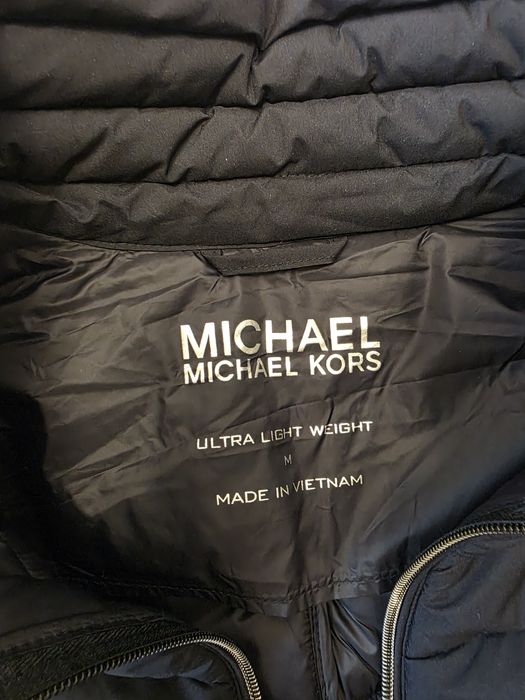 MICHAEL
MICHAEL KORS
ULTRA LIGHT WEIGHT
M
MADE IN VIETNAM